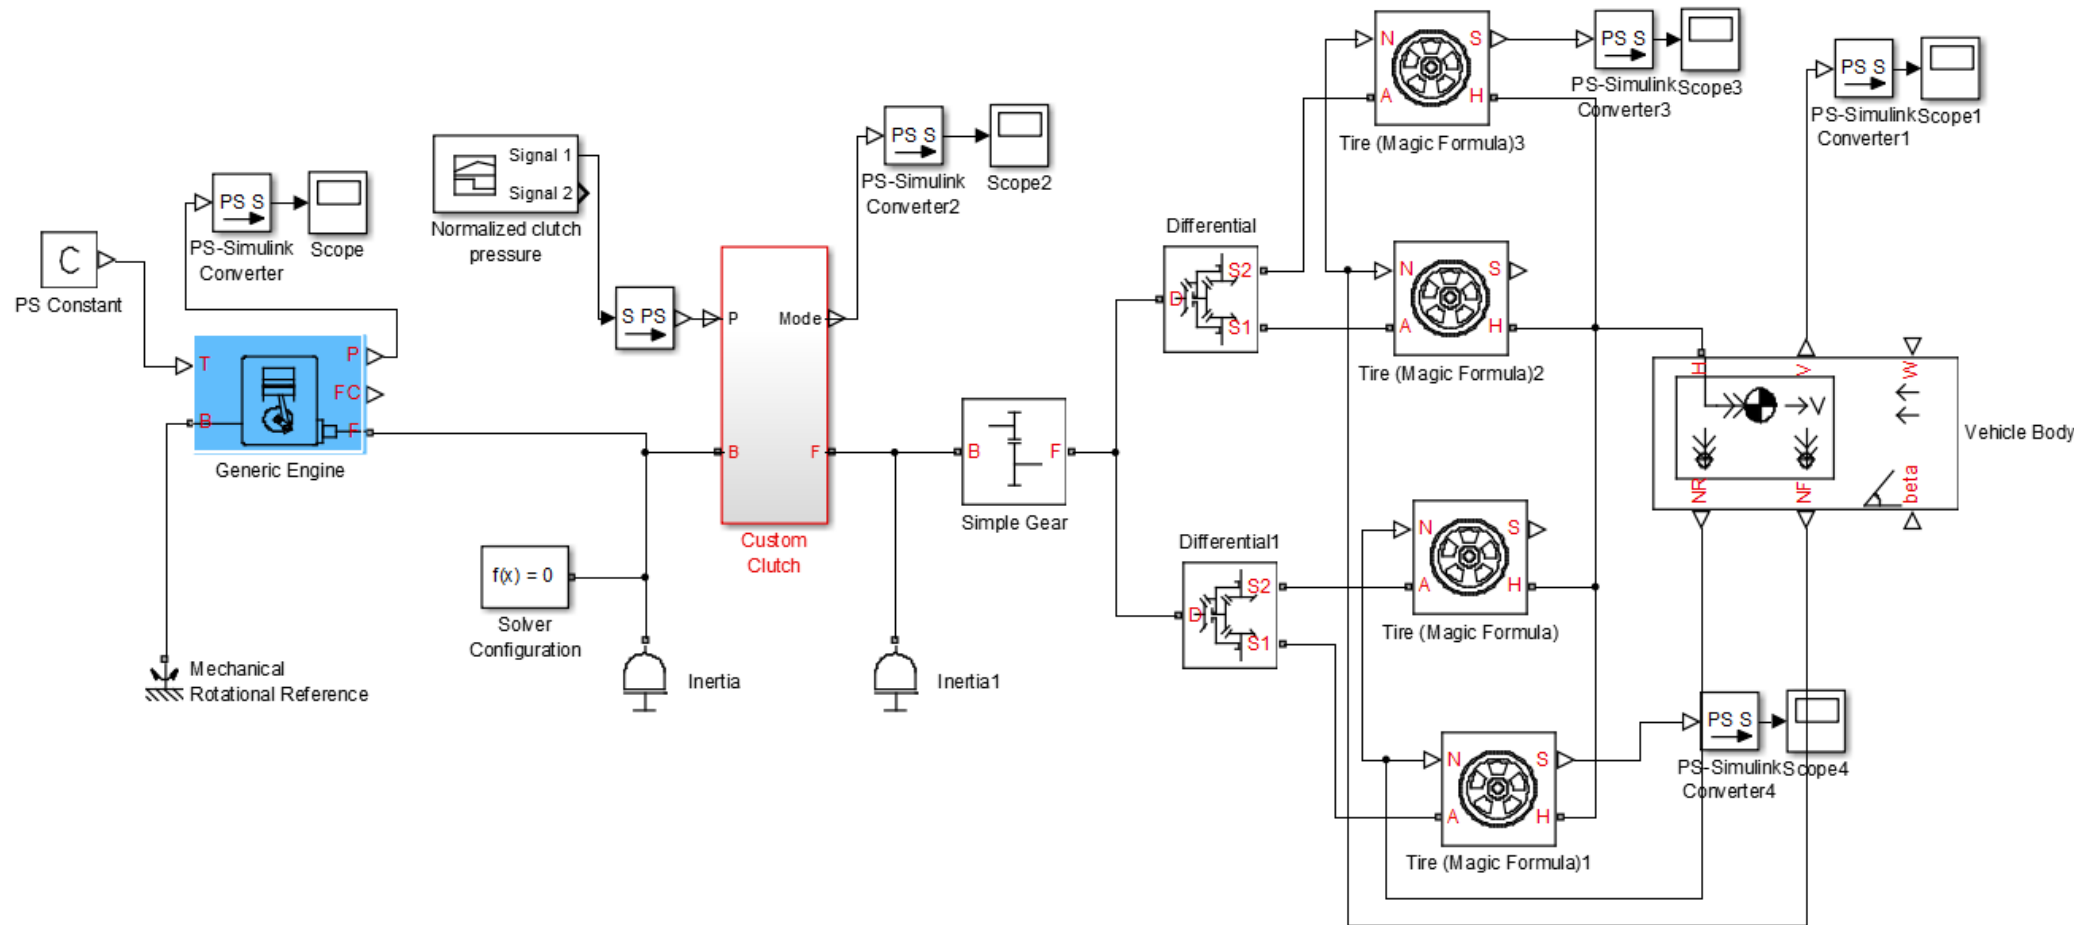 N
S
A
H
Tire (Magic Formula)3
PS S
PS-Simulink
Converter3
Scope3
PS S
PS-Simulink
Converter1
Scope1
Signal 1
Signal 2
Normalized clutch
pressure
PS S
PS-Simulink
Converter2
Scope2
PS S
PS-Simulink
Converter
Scope
C
PS Constant
T
P
FC
B
F
Generic Engine
S PS
P
Mode
B
F
Custom
Clutch
Differential
D
S2
S1
N
S
A
H
Tire (Magic Formula)2
B
F
Simple Gear
H
V
W
V
NR
NF
beta
Vehicle Body
Differential1
D
S2
S1
N
S
A
H
Tire (Magic Formula)
f(x) = 0
Solver
Configuration
Mechanical
Rotational Reference
Inertia
Inertia1
N
S
A
H
Tire (Magic Formula)1
PS S
PS-Simulink
Converter4
Scope4